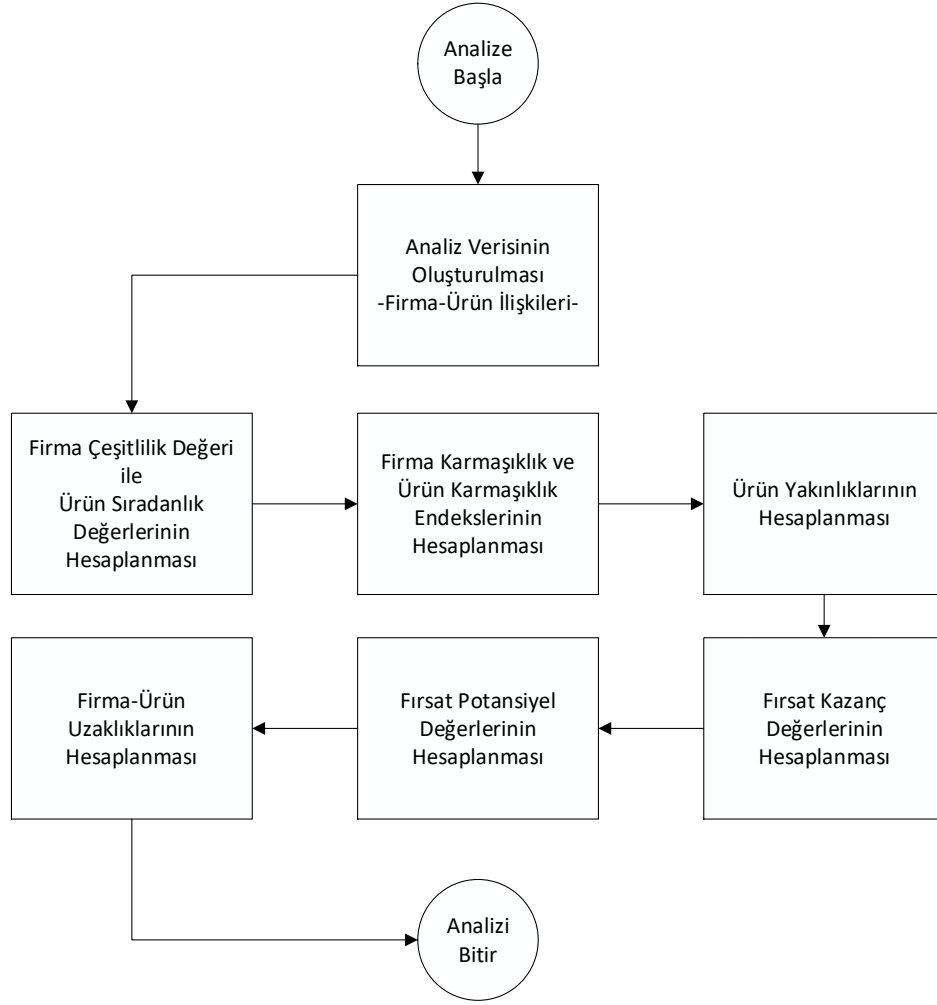 Analize
Başla
Analiz Verisinin
Oluşturulması
-Firma-Ürün İlişkileri-
Firma Çeşitlilik Değeri
ile
Ürün Sıradanlık
Değerlerinin
Hesaplanması
Firma Karmaşıklık ve
Ürün Karmaşıklık
Endekslerinin
Hesaplanması
Ürün Yakınlıklarının
Hesaplanması
Fırsat Kazanç
Değerlerinin
Hesaplanması
Fırsat Potansiyel
Değerlerinin
Hesaplanması
Firma-Ürün
Uzaklıklarının
Hesaplanması
Analizi
Bitir